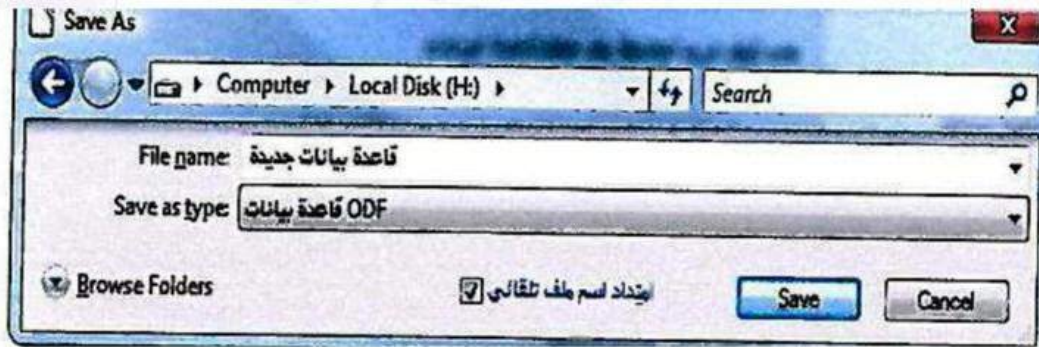 Save As
Computer Local Disk (H:) Search
File name: قاعدة بيانات جديدة
Save as type: قاعدة بيانات ODF
Browse Folders امتداد اسم ملف تلقائي Save Cancel